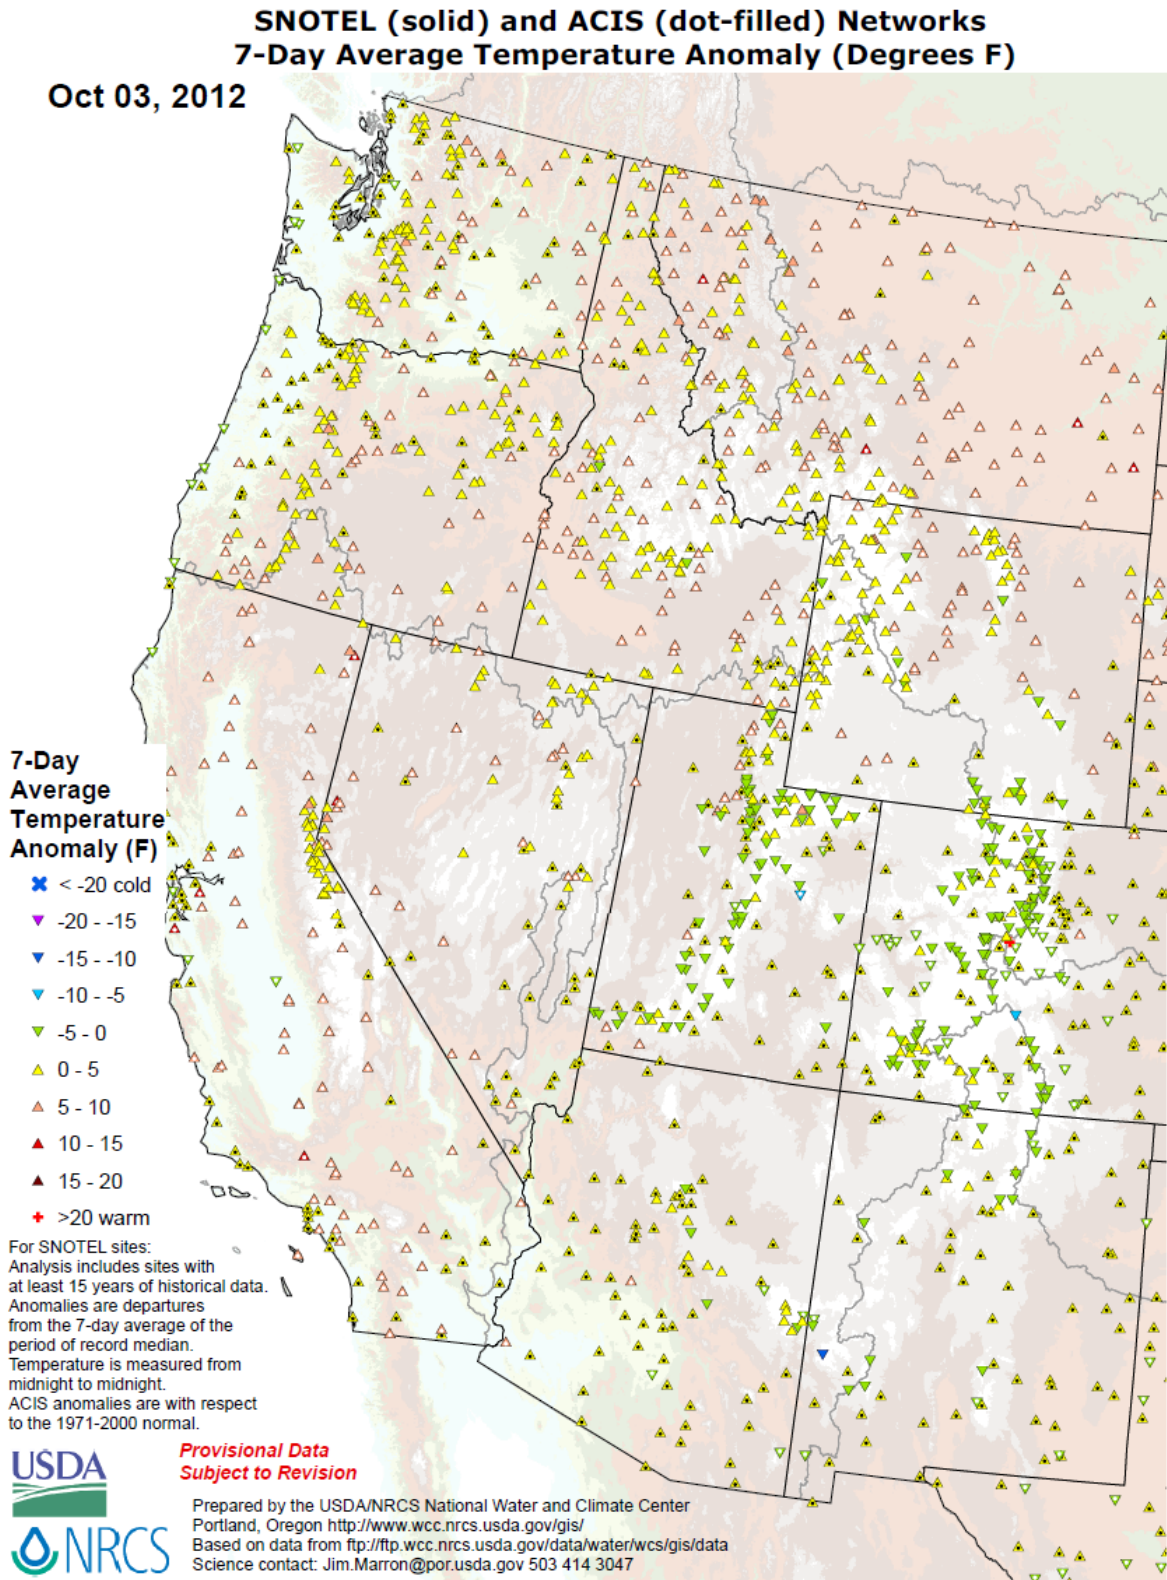 SNOTEL (solid) and ACIS (dot-filled) Networks
7-Day Average Temperature Anomaly (Degrees F)
Oct 03, 2012
7-Day
Average
Temperature
Anomaly (F)
< -20 cold
-20 - -15
-15 - -10
-10 - -5
-5 - 0
0 - 5
5 - 10
10 - 15
15 - 20
>20 warm
For SNOTEL sites:
Analysis includes sites with
at least 15 years of historical data.
Anomalies are departures
from the 7-day average of the
period of record median.
Temperature is measured from
midnight to midnight.
ACIS anomalies are with respect
to the 1971-2000 normal.
Provisional Data
Subject to Revision
USDA
NRCS
Prepared by the USDA/NRCS National Water and Climate Center
Portland, Oregon http://www.wcc.nrcs.usda.gov/gis/
Based on data from ftp://ftp.wcc.nrcs.usda.gov/data/water/wcs/gis/data
Science contact: Jim.Marron@por.usda.gov 503 414 3047